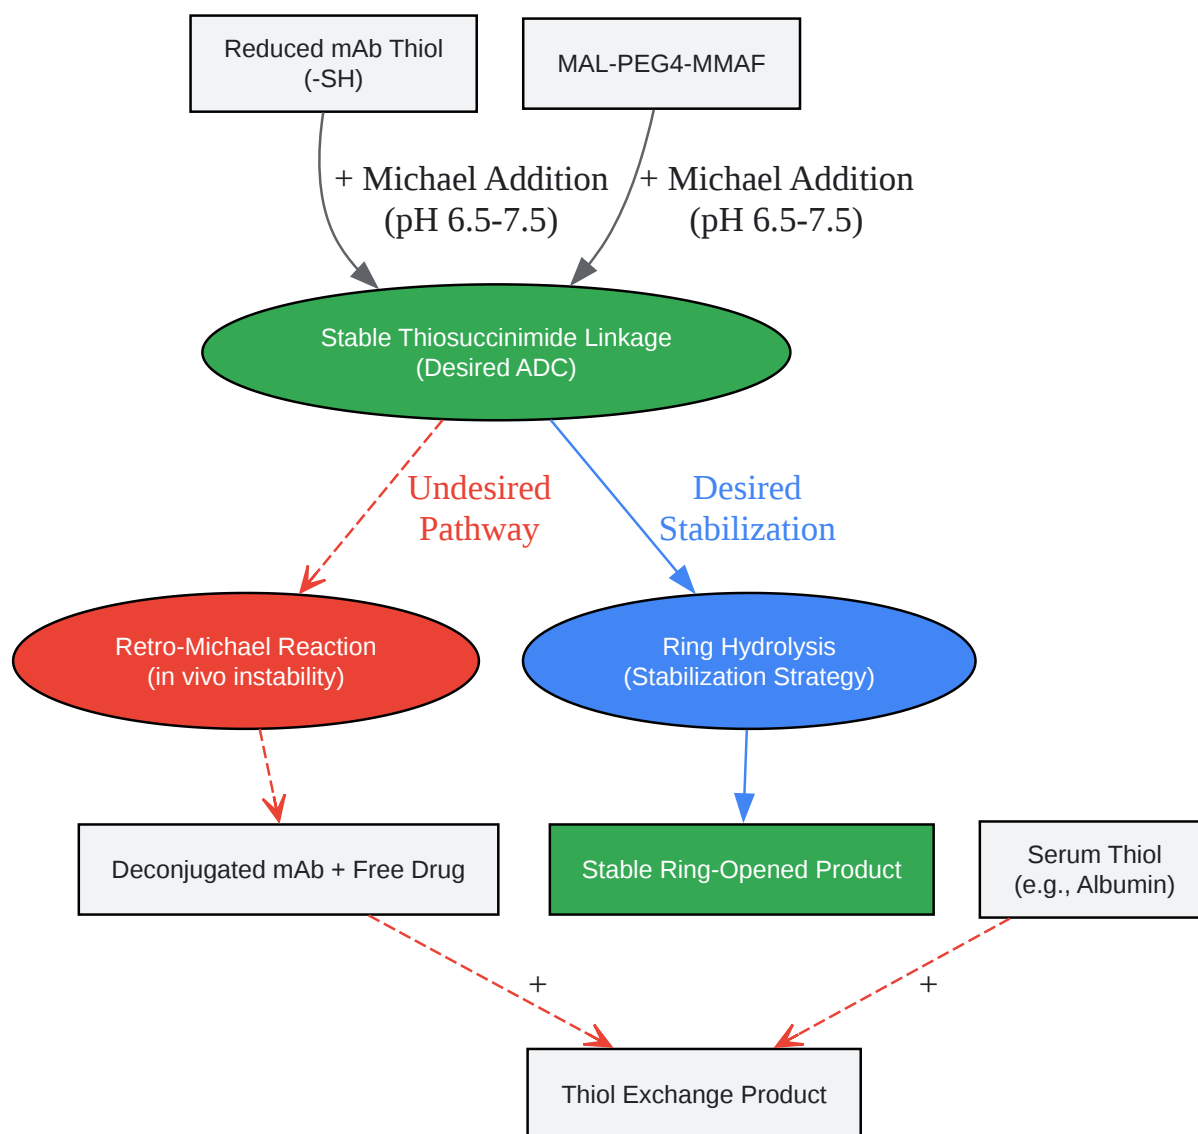 Reduced mAb Thiol
(-SH)
MAL-PEG4-MMAF
+ Michael Addition
(pH 6.5-7.5)
+ Michael Addition
(pH 6.5-7.5)
Stable Thiosuccinimide Linkage
(Desired ADC)
Undesired
Pathway
Desired
Stabilization
Retro-Michael Reaction
(in vivo instability)
Ring Hydrolysis
(Stabilization Strategy)
Deconjugated mAb + Free Drug
Stable Ring-Opened Product
Serum Thiol
(e.g., Albumin)
+
+
Thiol Exchange Product